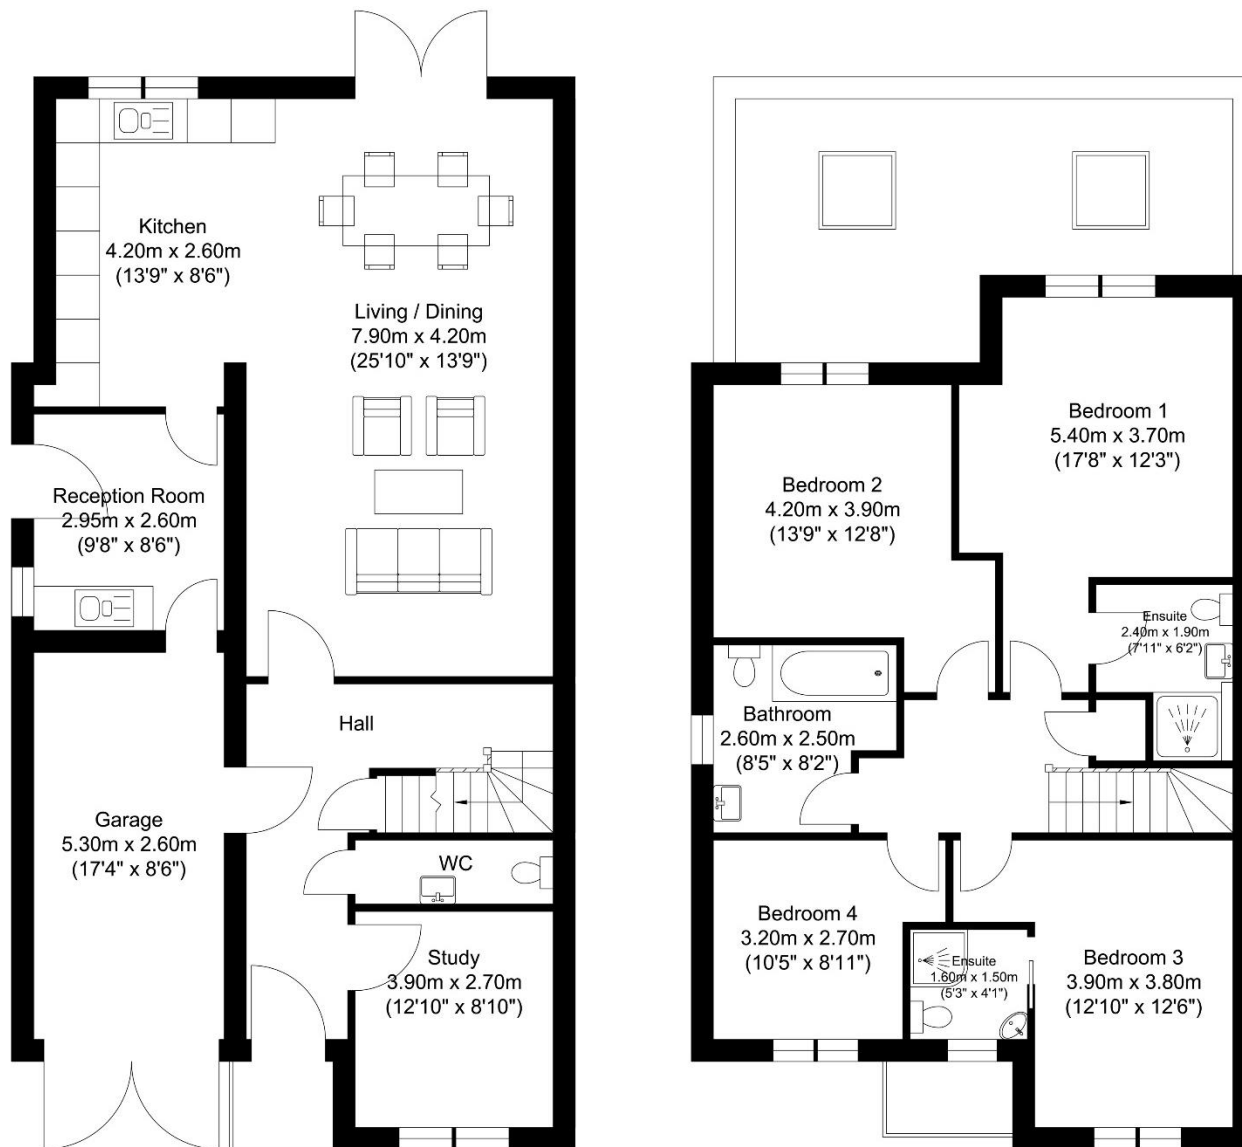 Kitchen
4.20m x 2.60m
(13'9" x 8'6")
Living / Dining
7.90m x 4.20m
(25'10" x 13'9")
Reception Room
2.95m x 2.60m
(9'8" x 8'6")
Hall
Garage
5.30m x 2.60m
(17'4" x 8'6")
WC
Study
3.90m x 2.70m
(12'10" x 8'10")
Bedroom 1
5.40m x 3.70m
(17'8" x 12'3")
Bedroom 2
4.20m x 3.90m
(13'9" x 12'8")
Ensuite
2.40m x 1.90m
(7'11" x 6'2")
Bathroom
2.60m x 2.50m
(8'5" x 8'2")
Bedroom 4
3.20m x 2.70m
(10'5" x 8'11")
Ensuite
1.60m x 1.50m
(5'3" x 4'1")
Bedroom 3
3.90m x 3.80m
(12'10" x 12'6")